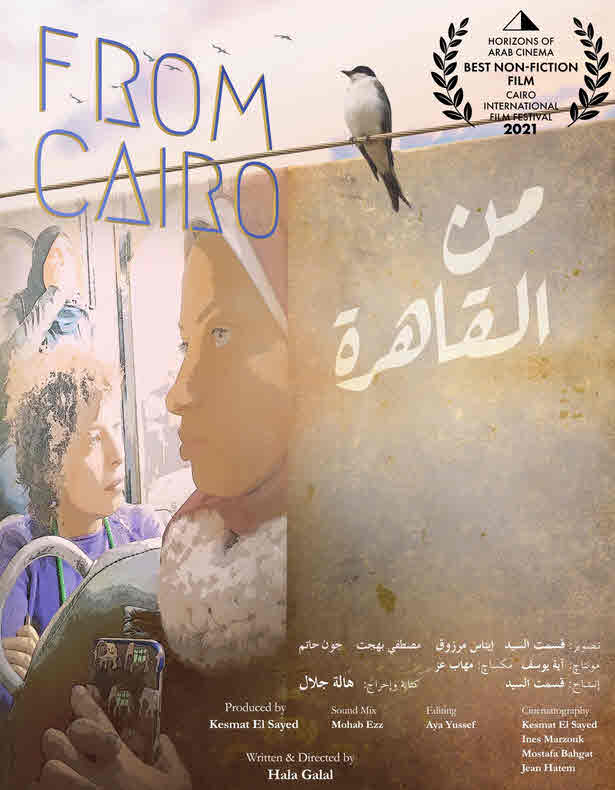 FROM
CAIRO
HORIZONS OF
ARAB CINEMA
BEST NON-FICTION
FILM
CAIRO
INTERNATIONAL
FILM FESTIVAL
2021
من
القاهرة
تصوير: قسمت السيد إيناس مرزوق مصطفي بهجت جون حاتم
مونتاج: آية يوسف مكساج: مهاب عز
إنتاج: قسمت السيد كتابة وإخراج: هالة جلال
Produced by
Kesmat El Sayed
Sound Mix
Mohab Ezz
Editing
Aya Yussef
Cinematography
Kesmat El Sayed
Ines Marzouk
Mostafa Bahgat
Jean Hatem
Written & Directed by
Hala Galal